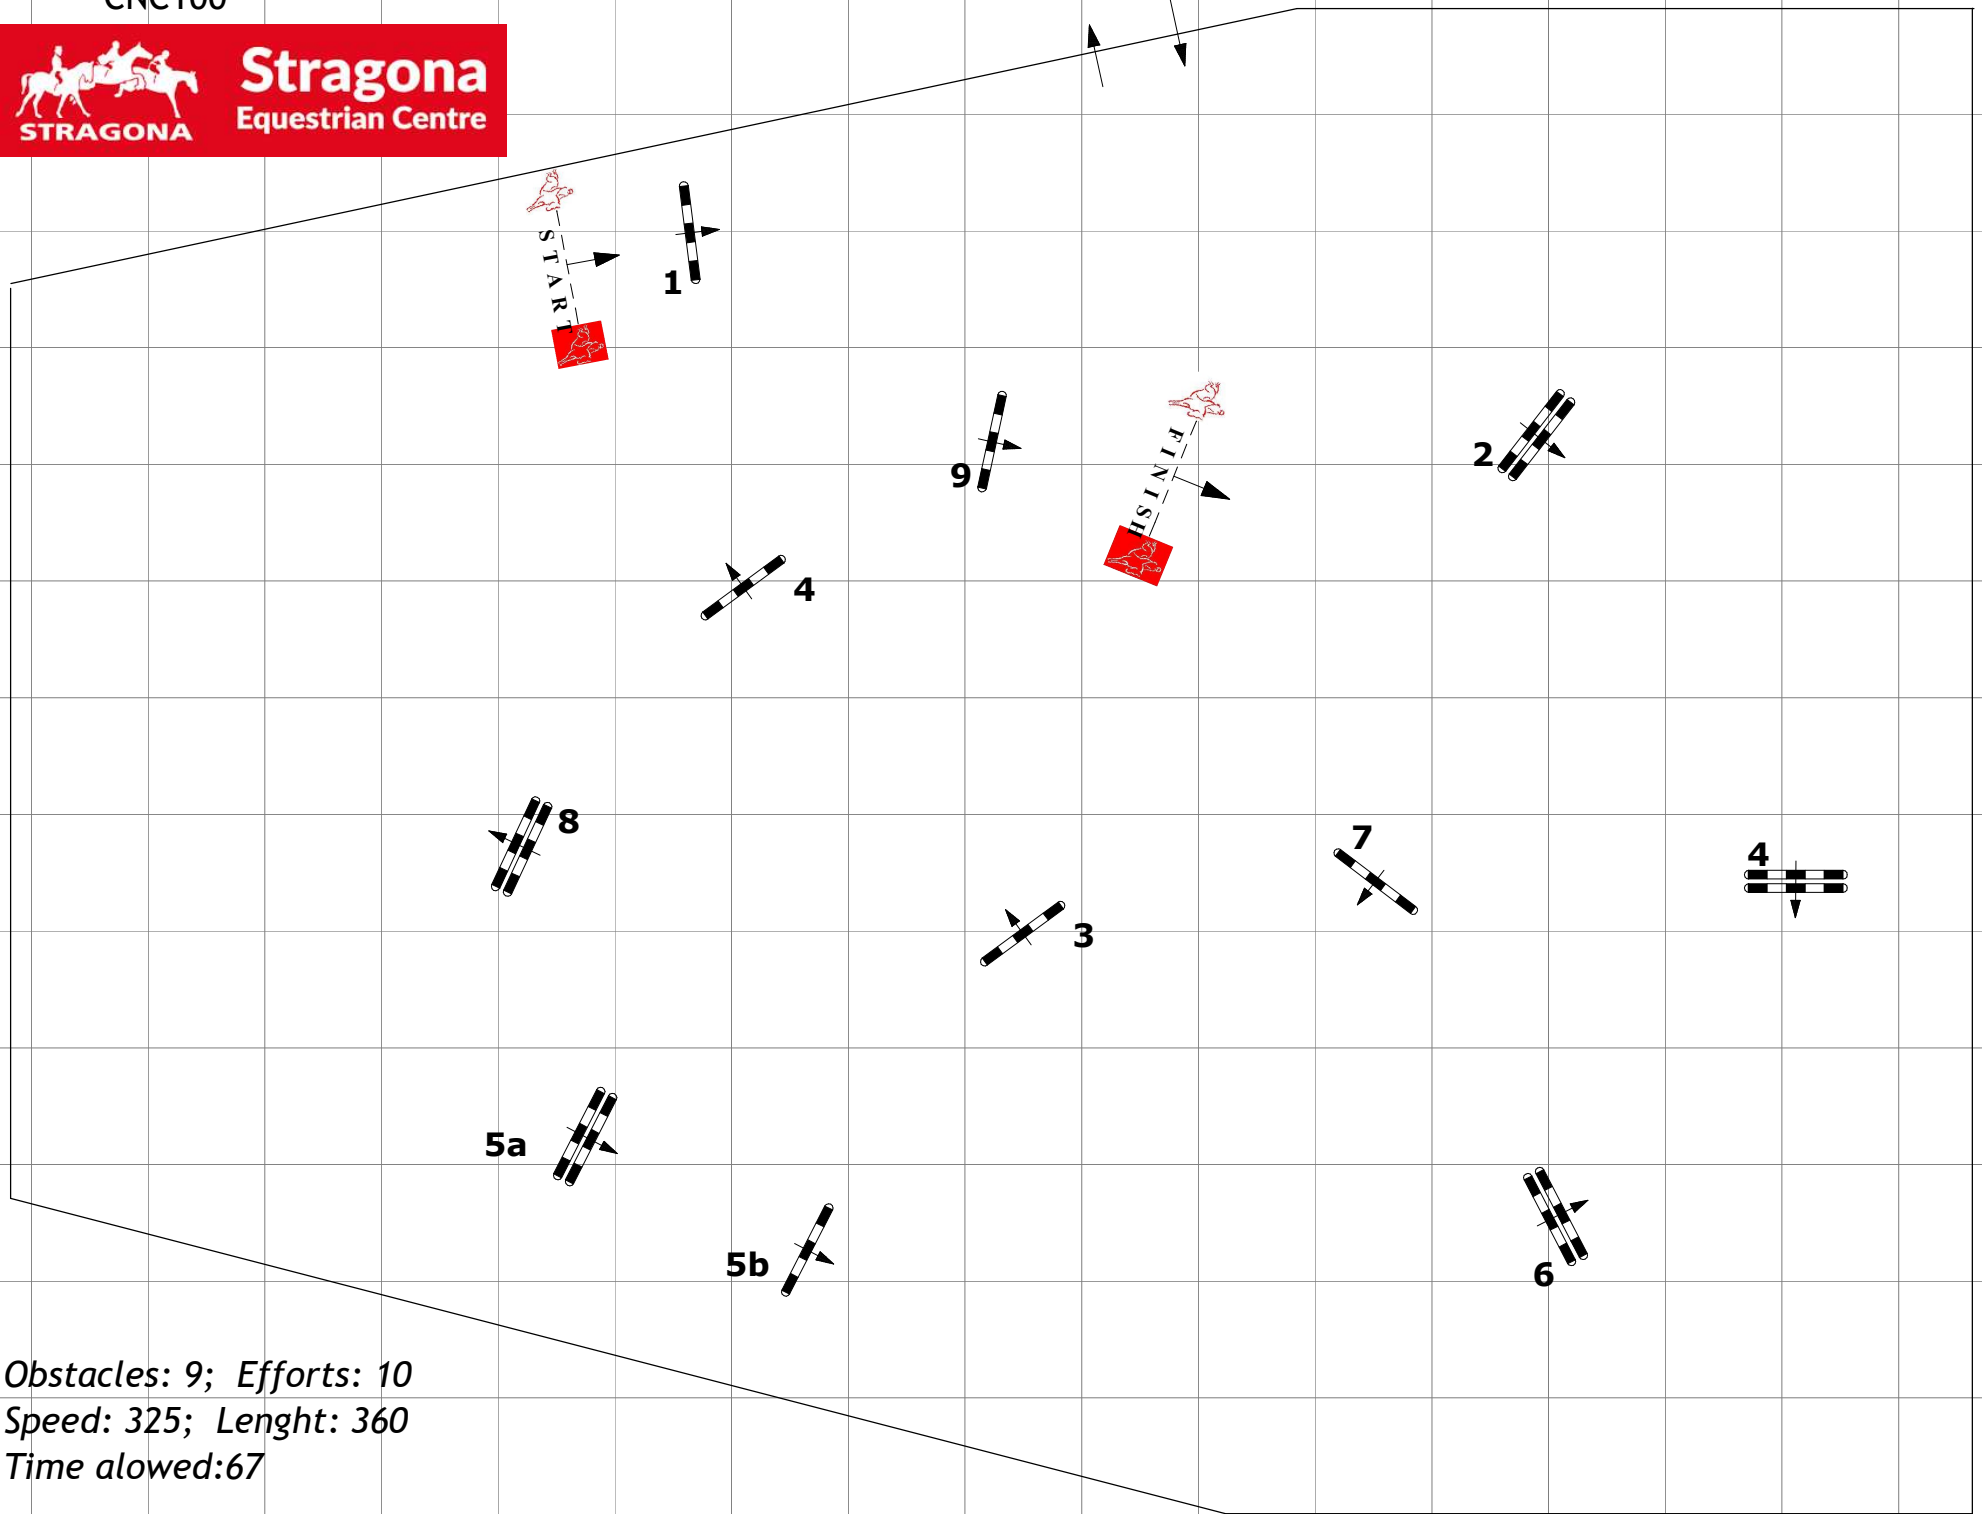 CNC100
Stragona
Equestrian Centre
STRAGONA
START
1
FINISH
2
9
4
8
7
4
3
5a
5b
6
Obstacles: 9; Efforts: 10
Speed: 325; Lenght: 360
Time alowed:67